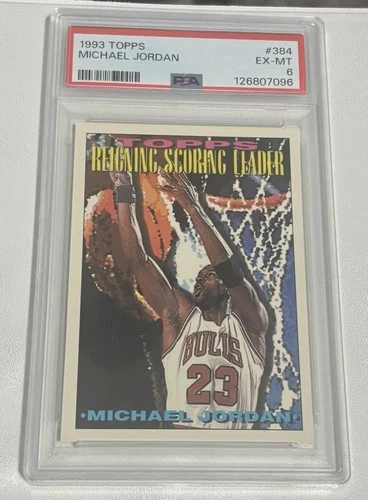 1993 TOPPS #384
MICHAEL JORDAN EX-MT
6
PSA 126807096
TOPPS
REIGNING SCORING LEADER
BULLS
23
•MICHAEL JORDAN•